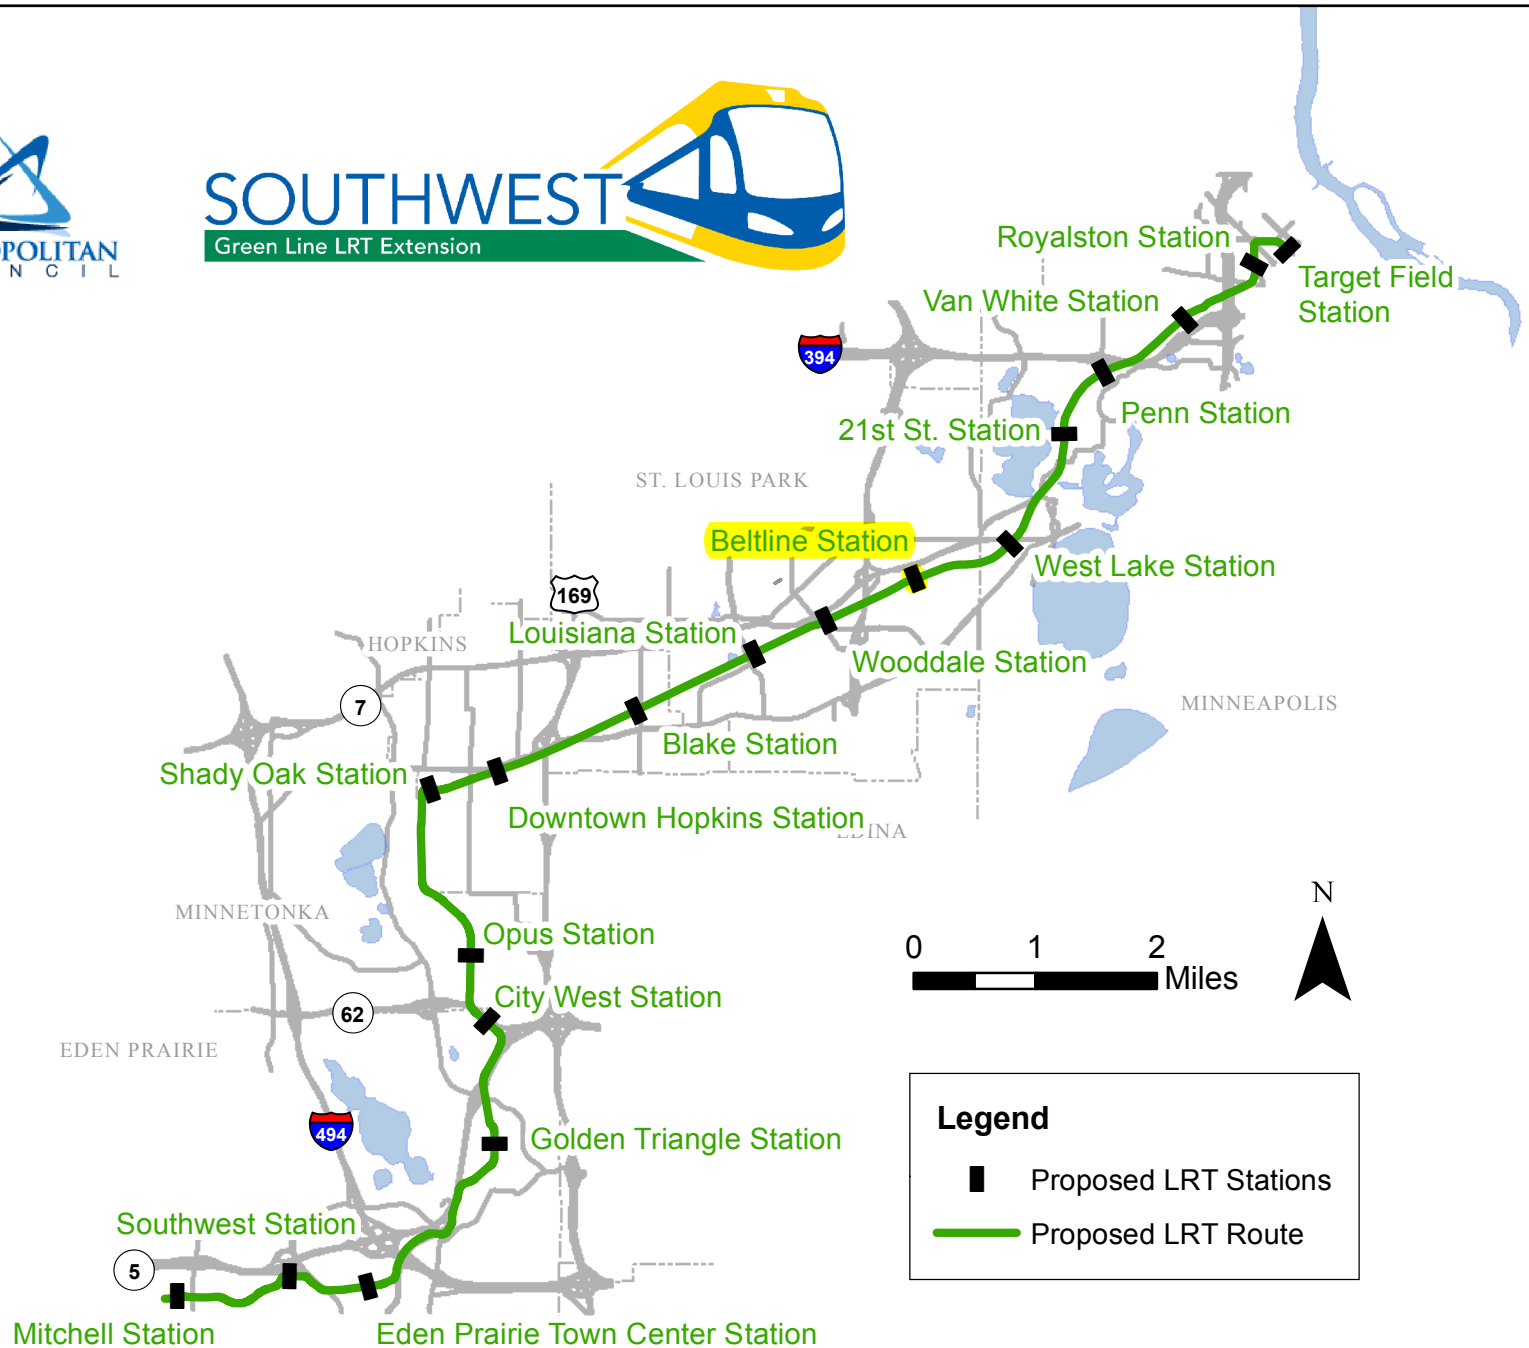 SOUTHWEST
Green Line LRT Extension
POLITAN
N C I L
Royalston Station
Target Field
Station
Van White Station
394
Penn Station
21st St. Station
ST. LOUIS PARK
Beltline Station
West Lake Station
169
HOPKINS
Louisiana Station
Wooddale Station
7
MINNEAPOLIS
Blake Station
Shady Oak Station
Downtown Hopkins Station
EDINA
MINNETONKA
N
Opus Station
0 1 2
Miles
City West Station
62
EDEN PRAIRIE
494
Golden Triangle Station
Legend
Proposed LRT Stations
Proposed LRT Route
Southwest Station
5
Mitchell Station
Eden Prairie Town Center Station